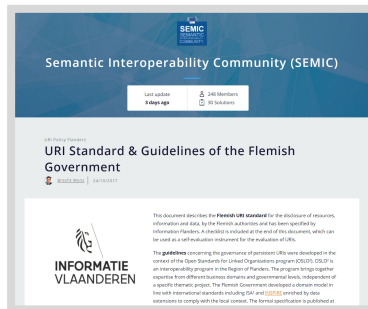 SEMIC
SEMANTIC
INTEROPERABILITY
COMMUNITY
Semantic Interoperability Community (SEMIC)
Last update
3 days ago
248 Members
30 Solutions
URI Policy Flanders
URI Standard & Guidelines of the Flemish
Government
24/10/2017
This document describes the Flemish URI standard for the disclosure of resources,
information and data, by the Flemish authorities and has been specified by
Information Flanders. A checklist is included at the end of this document, which can
be used as a self-evaluation instrument for the evaluation of URIs.
The guidelines concerning the governance of persistent URIs were developed in the
context of the Open Standards for Linked Organisations program (OSLO²). OSLO² is
an interoperability program in the Region of Flanders. The program brings together
expertise from different business domains and governmental levels, independent of
a specific thematic project. The Flemish Government developed a domain model in
line with international standards including ISA² and INSPIRE enriched by data
extensions to comply with the local context. The formal specification is published at
INFORMATIE
VLAANDEREN